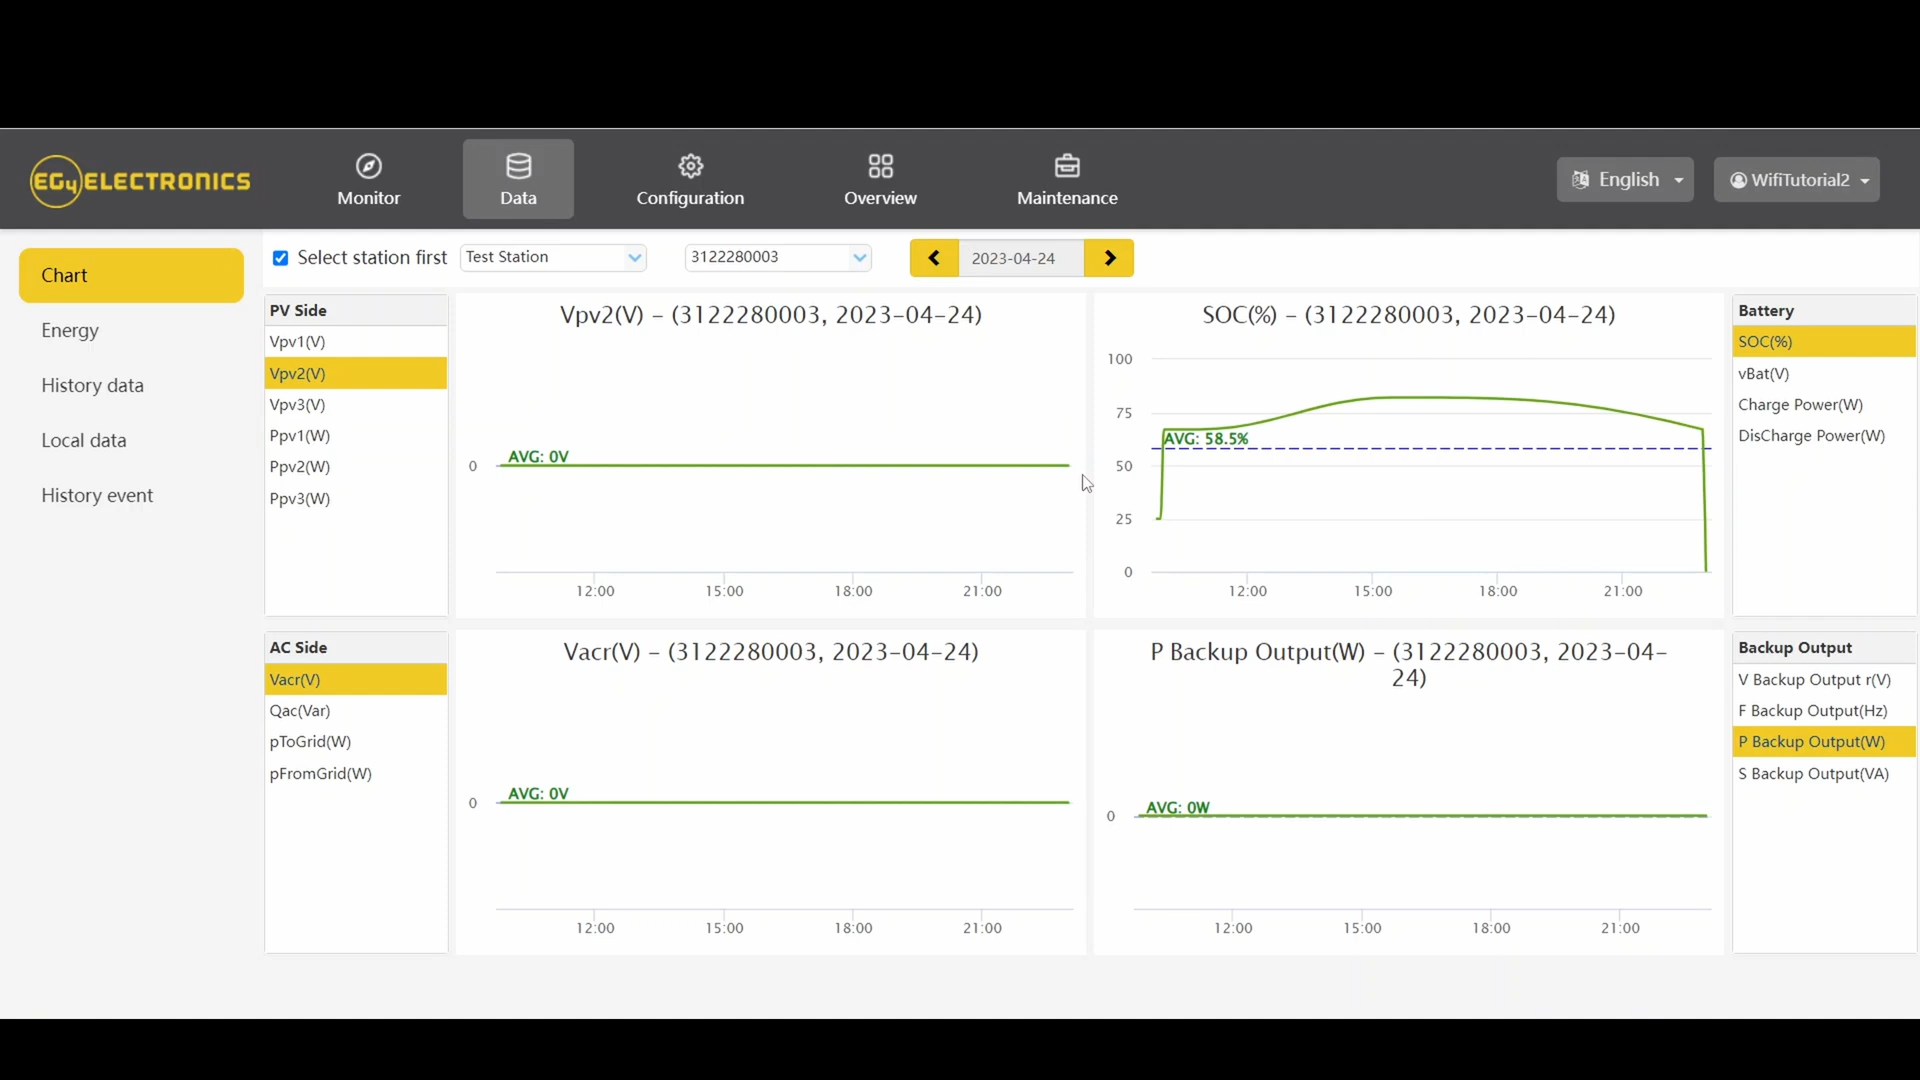 EG4 ELECTRONICS
Monitor
Data
Configuration
Overview
Maintenance
English
WifiTutorial2
Chart
Energy
History data
Local data
History event
Select station first
Test Station
3122280003
2023-04-24
PV Side
Vpv1(V)
Vpv2(V)
Vpv3(V)
Ppv1(W)
Ppv2(W)
Ppv3(W)
Vpv2(V) – (3122280003, 2023–04–24)
AVG: 0V
0
12:00 15:00 18:00 21:00
SOC(%) – (3122280003, 2023–04–24)
100
75
AVG: 58.5%
50
25
0
12:00 15:00 18:00 21:00
Battery
SOC(%)
vBat(V)
Charge Power(W)
DisCharge Power(W)
AC Side
Vacr(V)
Qac(Var)
pToGrid(W)
pFromGrid(W)
Vacr(V) – (3122280003, 2023–04–24)
AVG: 0V
0
12:00 15:00 18:00 21:00
P Backup Output(W) – (3122280003, 2023–04–
24)
AVG: 0W
0
12:00 15:00 18:00 21:00
Backup Output
V Backup Output r(V)
F Backup Output(Hz)
P Backup Output(W)
S Backup Output(VA)